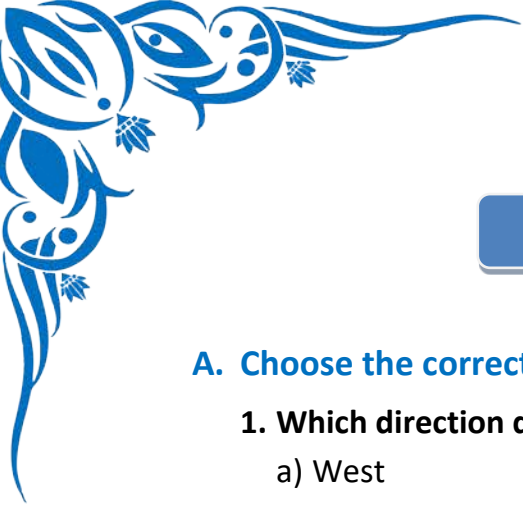 A. Choose the correct
1. Which direction
a) West